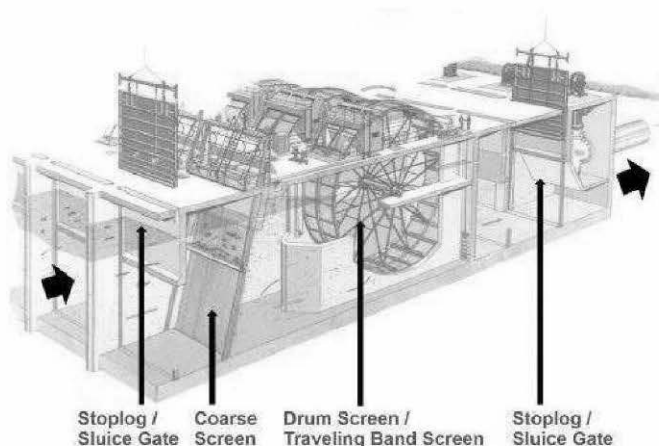 Stoplog /
Sluice Gate
Coarse
Screen
Drum Screen /
Traveling Band Screen
Stoplog /
Sluice Gate